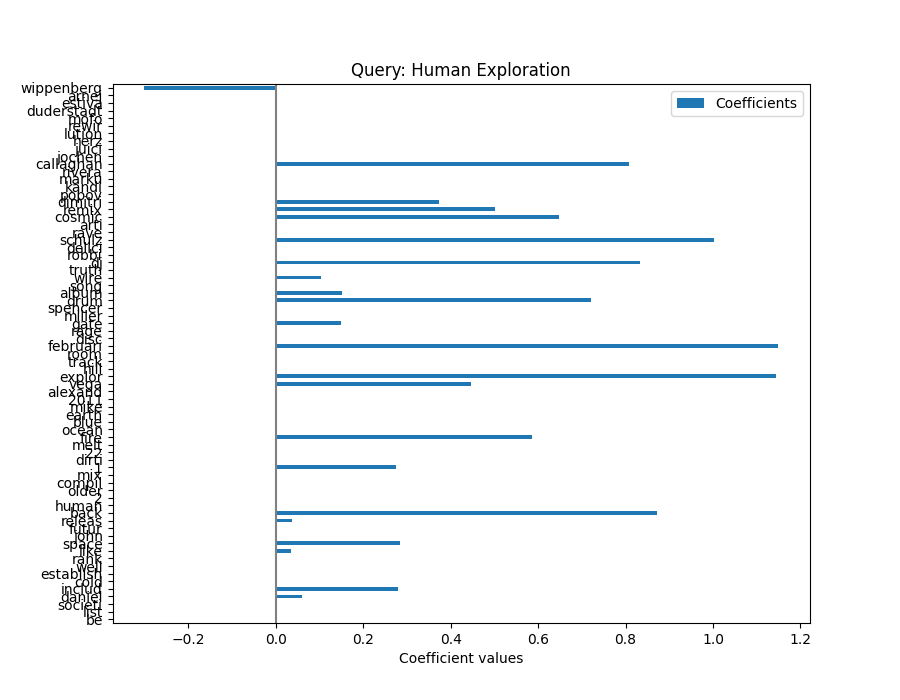 Query: Human Exploration
Coefficients
wippenberg
arnej
estiva
duderstadt
mojo
rewir
lution
herz
juici
jochen
callaghan
rivera
marku
kandi
popov
dimitri
remix
cosmic
arti
rave
schulz
delici
robbi
dj
truth
wire
song
album
drum
spencer
miller
gate
rage
disc
februari
room
track
hill
explor
vega
alexand
2011
mike
earth
blue
ocean
fire
melt
22
dirti
1
mix
compil
older
2
human
back
releas
futur
john
space
like
rank
well
establish
cold
includ
daniel
societi
list
be
−0.2
0.0
0.2
0.4
0.6
0.8
1.0
1.2
Coefficient values